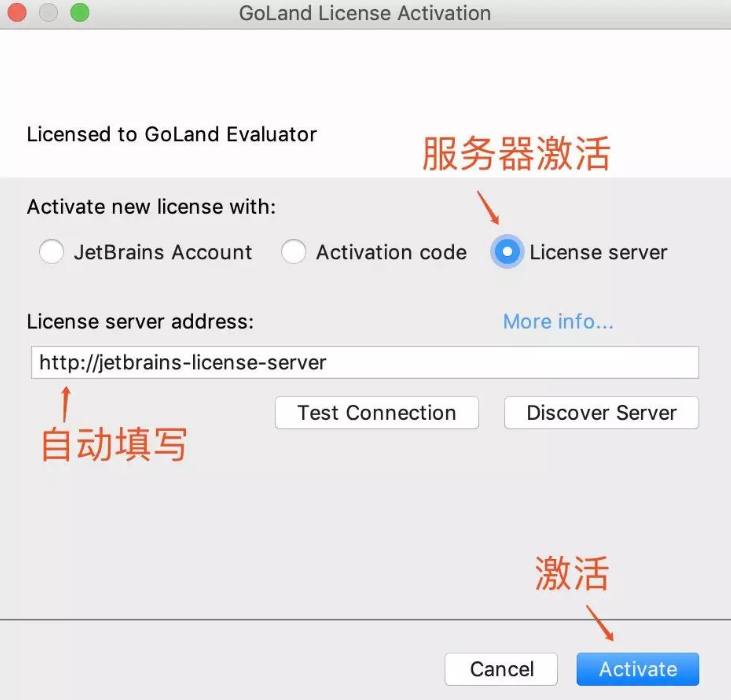 GoLand License Activation
Licensed to GoLand Evaluator
服务器激活
Activate new license with:
JetBrains Account Activation code License server
License server address: More info...
http://jetbrains-license-server
Test Connection Discover Server
自动填写
激活
Cancel Activate